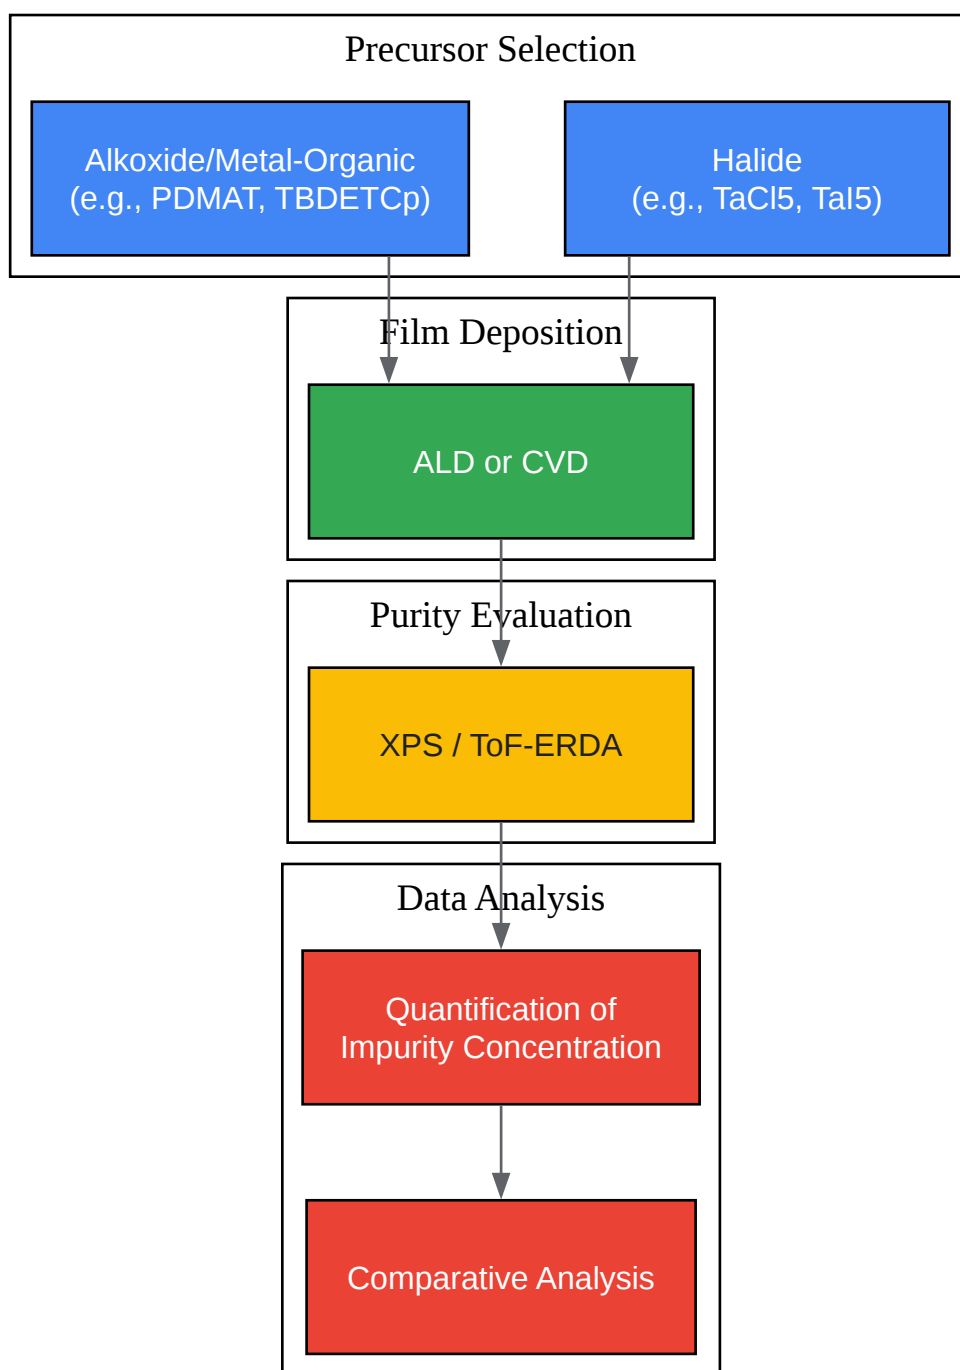 Precursor Selection
Alkoxide/Metal-Organic
(e.g., PDMAT, TBDETCp)
Halide
(e.g., TaCl5, TaI5)
Film Deposition
ALD or CVD
Purity Evaluation
XPS / ToF-ERDA
Data Analysis
Quantification of
Impurity Concentration
Comparative Analysis